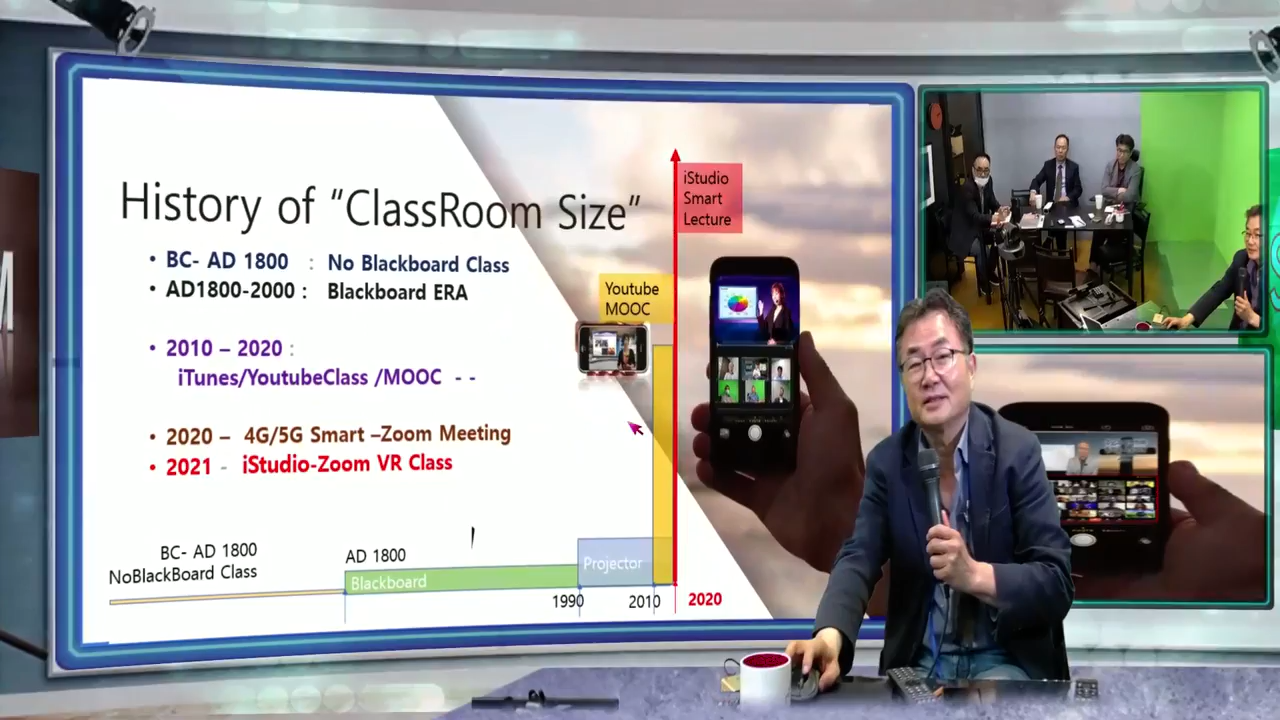 History of “ClassRoom Size”
• BC- AD 1800 : No Blackboard Class
• AD1800-2000 : Blackboard ERA
• 2010 – 2020 :
iTunes/YoutubeClass /MOOC - -
• 2020 – 4G/5G Smart –Zoom Meeting
• 2021 - iStudio-Zoom VR Class
iStudio
Smart
Lecture
Youtube
MOOC
BC- AD 1800
NoBlackBoard Class
AD 1800
Blackboard
Projector
1990
2010
2020
M